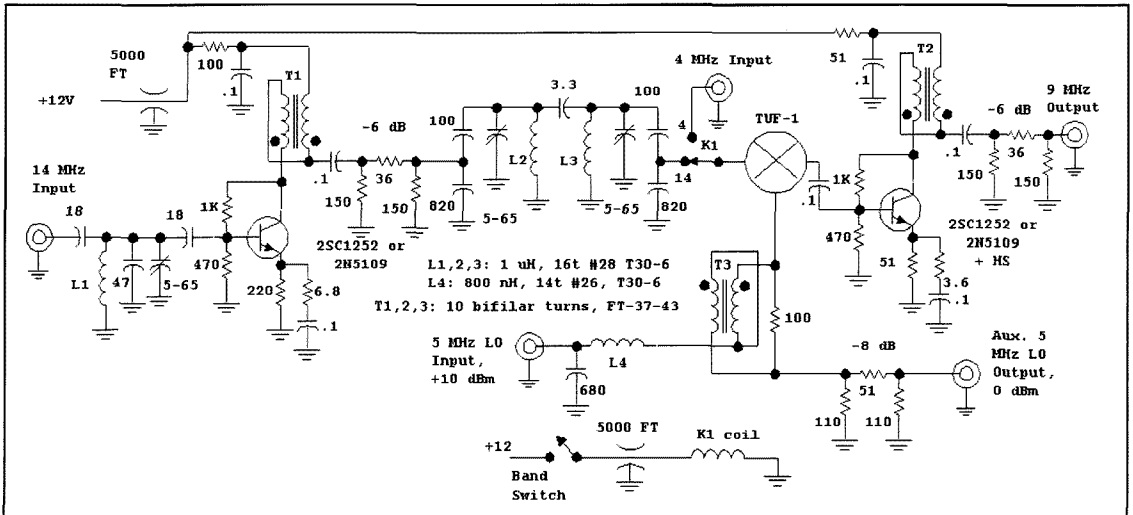 5000
FT
+12V
100
.1
T1
-6 dB
.1
36
150
150
14 MHz
Input
18
18
1K
470
L1
47
5-65
220
6.8
.1
2SC1252 or
2N5109
100
820
5-65
L2
3.3
L3
5-65
100
820
4 MHz Input
4
K1
14
TUF-1
.1
51
.1
T2
-6 dB
.1
36
150
150
9 MHz
Output
1K
470
51
3.6
.1
2SC1252 or
2N5109
+ HS
L1,2,3: 1 uH, 16t #28 T30-6
L4: 800 nH, 14t #26, T30-6
T1,2,3: 10 bifilar turns, FT-37-43
T3
100
5 MHz LO
Input,
+10 dBm
680
L4
-8 dB
51
110
110
Aux. 5
MHz LO
Output,
0 dBm
+12
Band
Switch
5000 FT
K1 coil